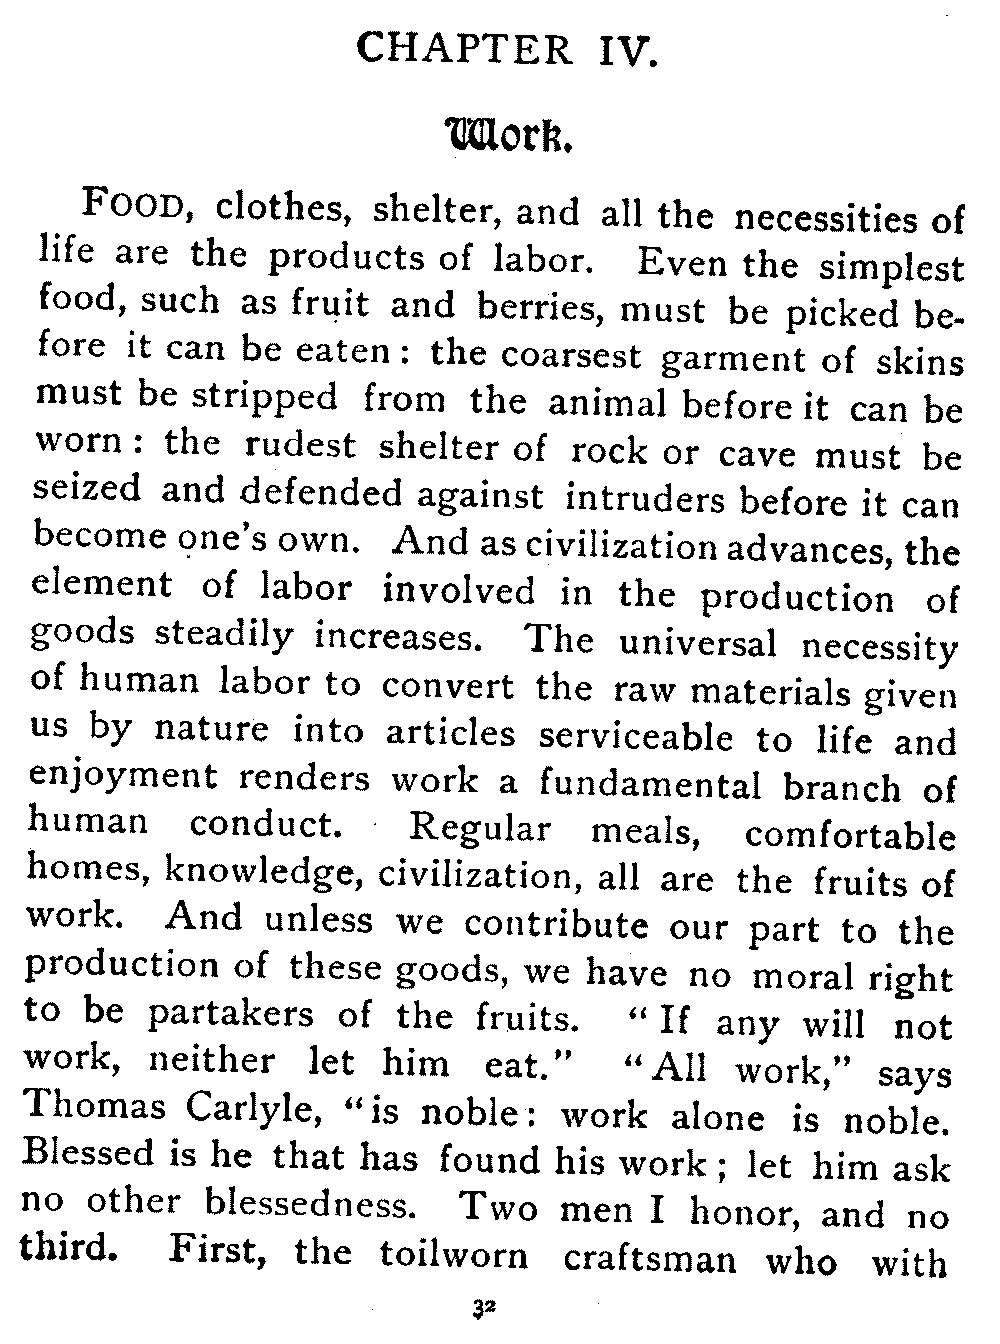 CHAPTER IV.
Work.
FOOD, clothes, shelter, and all the necessities of
life are the products of labor. Even the simplest
food, such as fruit and berries, must be picked be-
fore it can be eaten: the coarsest garment of skins
must be stripped from the animal before it can be
worn: the rudest shelter of rock or cave must be
seized and defended against intruders before it can
become one's own. And as civilization advances, the
element of labor involved in the production of
goods steadily increases. The universal necessity
of human labor to convert the raw materials given
us by nature into articles serviceable to life and
enjoyment renders work a fundamental branch of
human conduct. Regular meals, comfortable
homes, knowledge, civilization, all are the fruits of
work. And unless we contribute our part to the
production of these goods, we have no moral right
to be partakers of the fruits. “If any will not
work, neither let him eat.” “All work,” says
Thomas Carlyle, “is noble: work alone is noble.
Blessed is he that has found his work; let him ask
no other blessedness. Two men I honor, and no
third. First, the toilworn craftsman who with
32